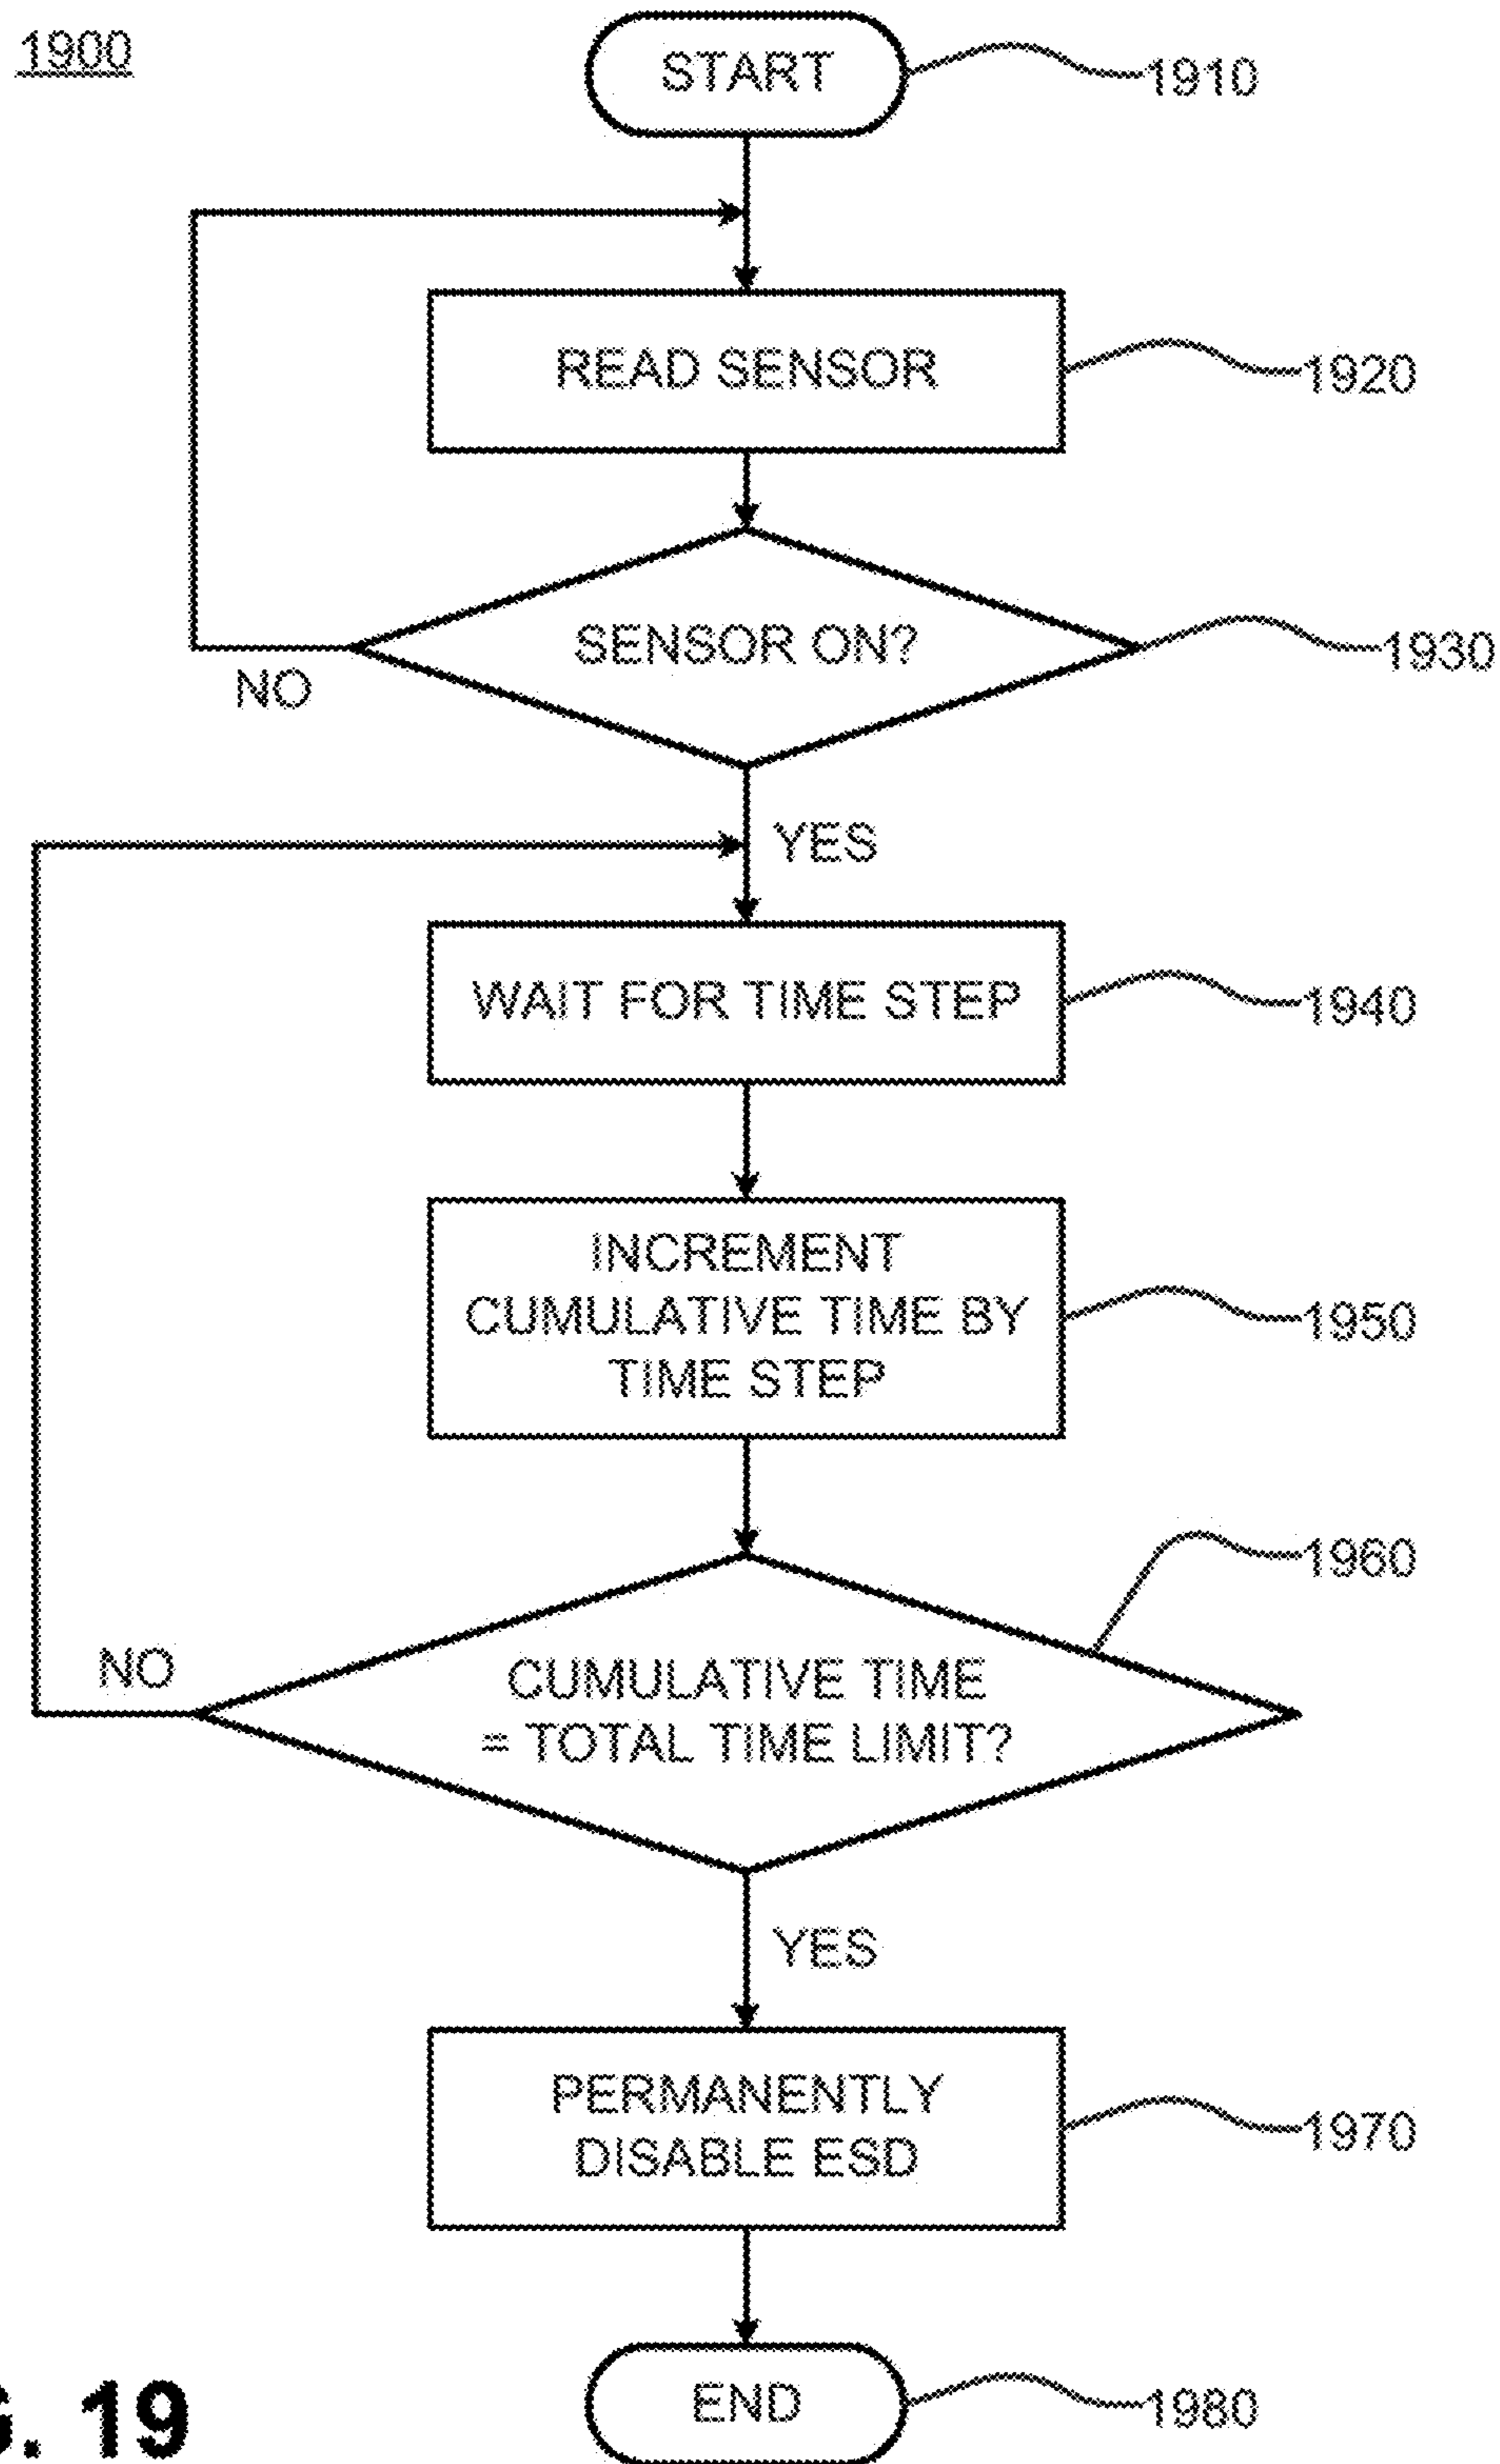 1900
START
1910
READ SENSOR
1920
SENSOR ON?
1930
NO
YES
WAIT FOR TIME STEP
1940
INCREMENT
CUMULATIVE TIME BY
TIME STEP
1950
1960
CUMULATIVE TIME
= TOTAL TIME LIMIT?
NO
YES
PERMANENTLY
DISABLE ESD
1970
END
1980
G. 19